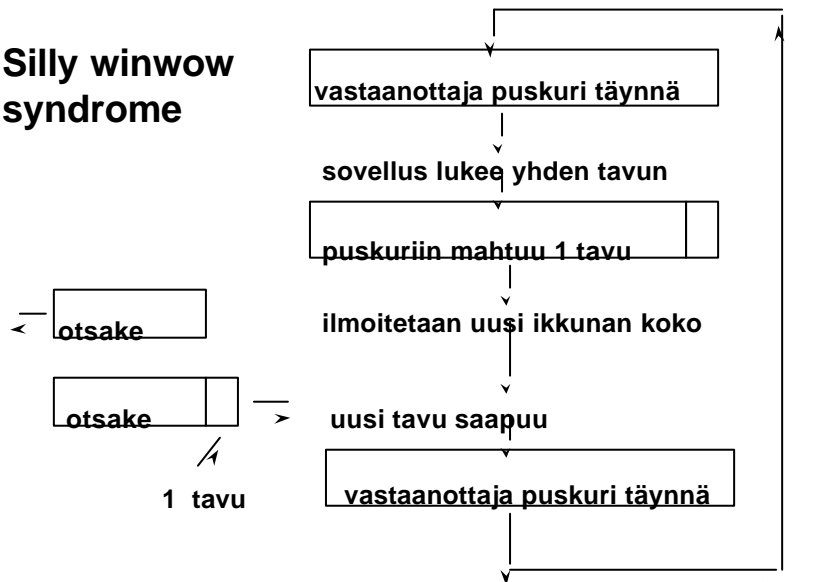 Silly winwow
syndrome
vastaanottaja puskuri täynnä
sovellus lukee yhden tavun
puskuriin mahtuu 1 tavu
otsake
ilmoitetaan uusi ikkunan koko
otsake
uusi tavu saapuu
1 tavu
vastaanottaja puskuri täynnä